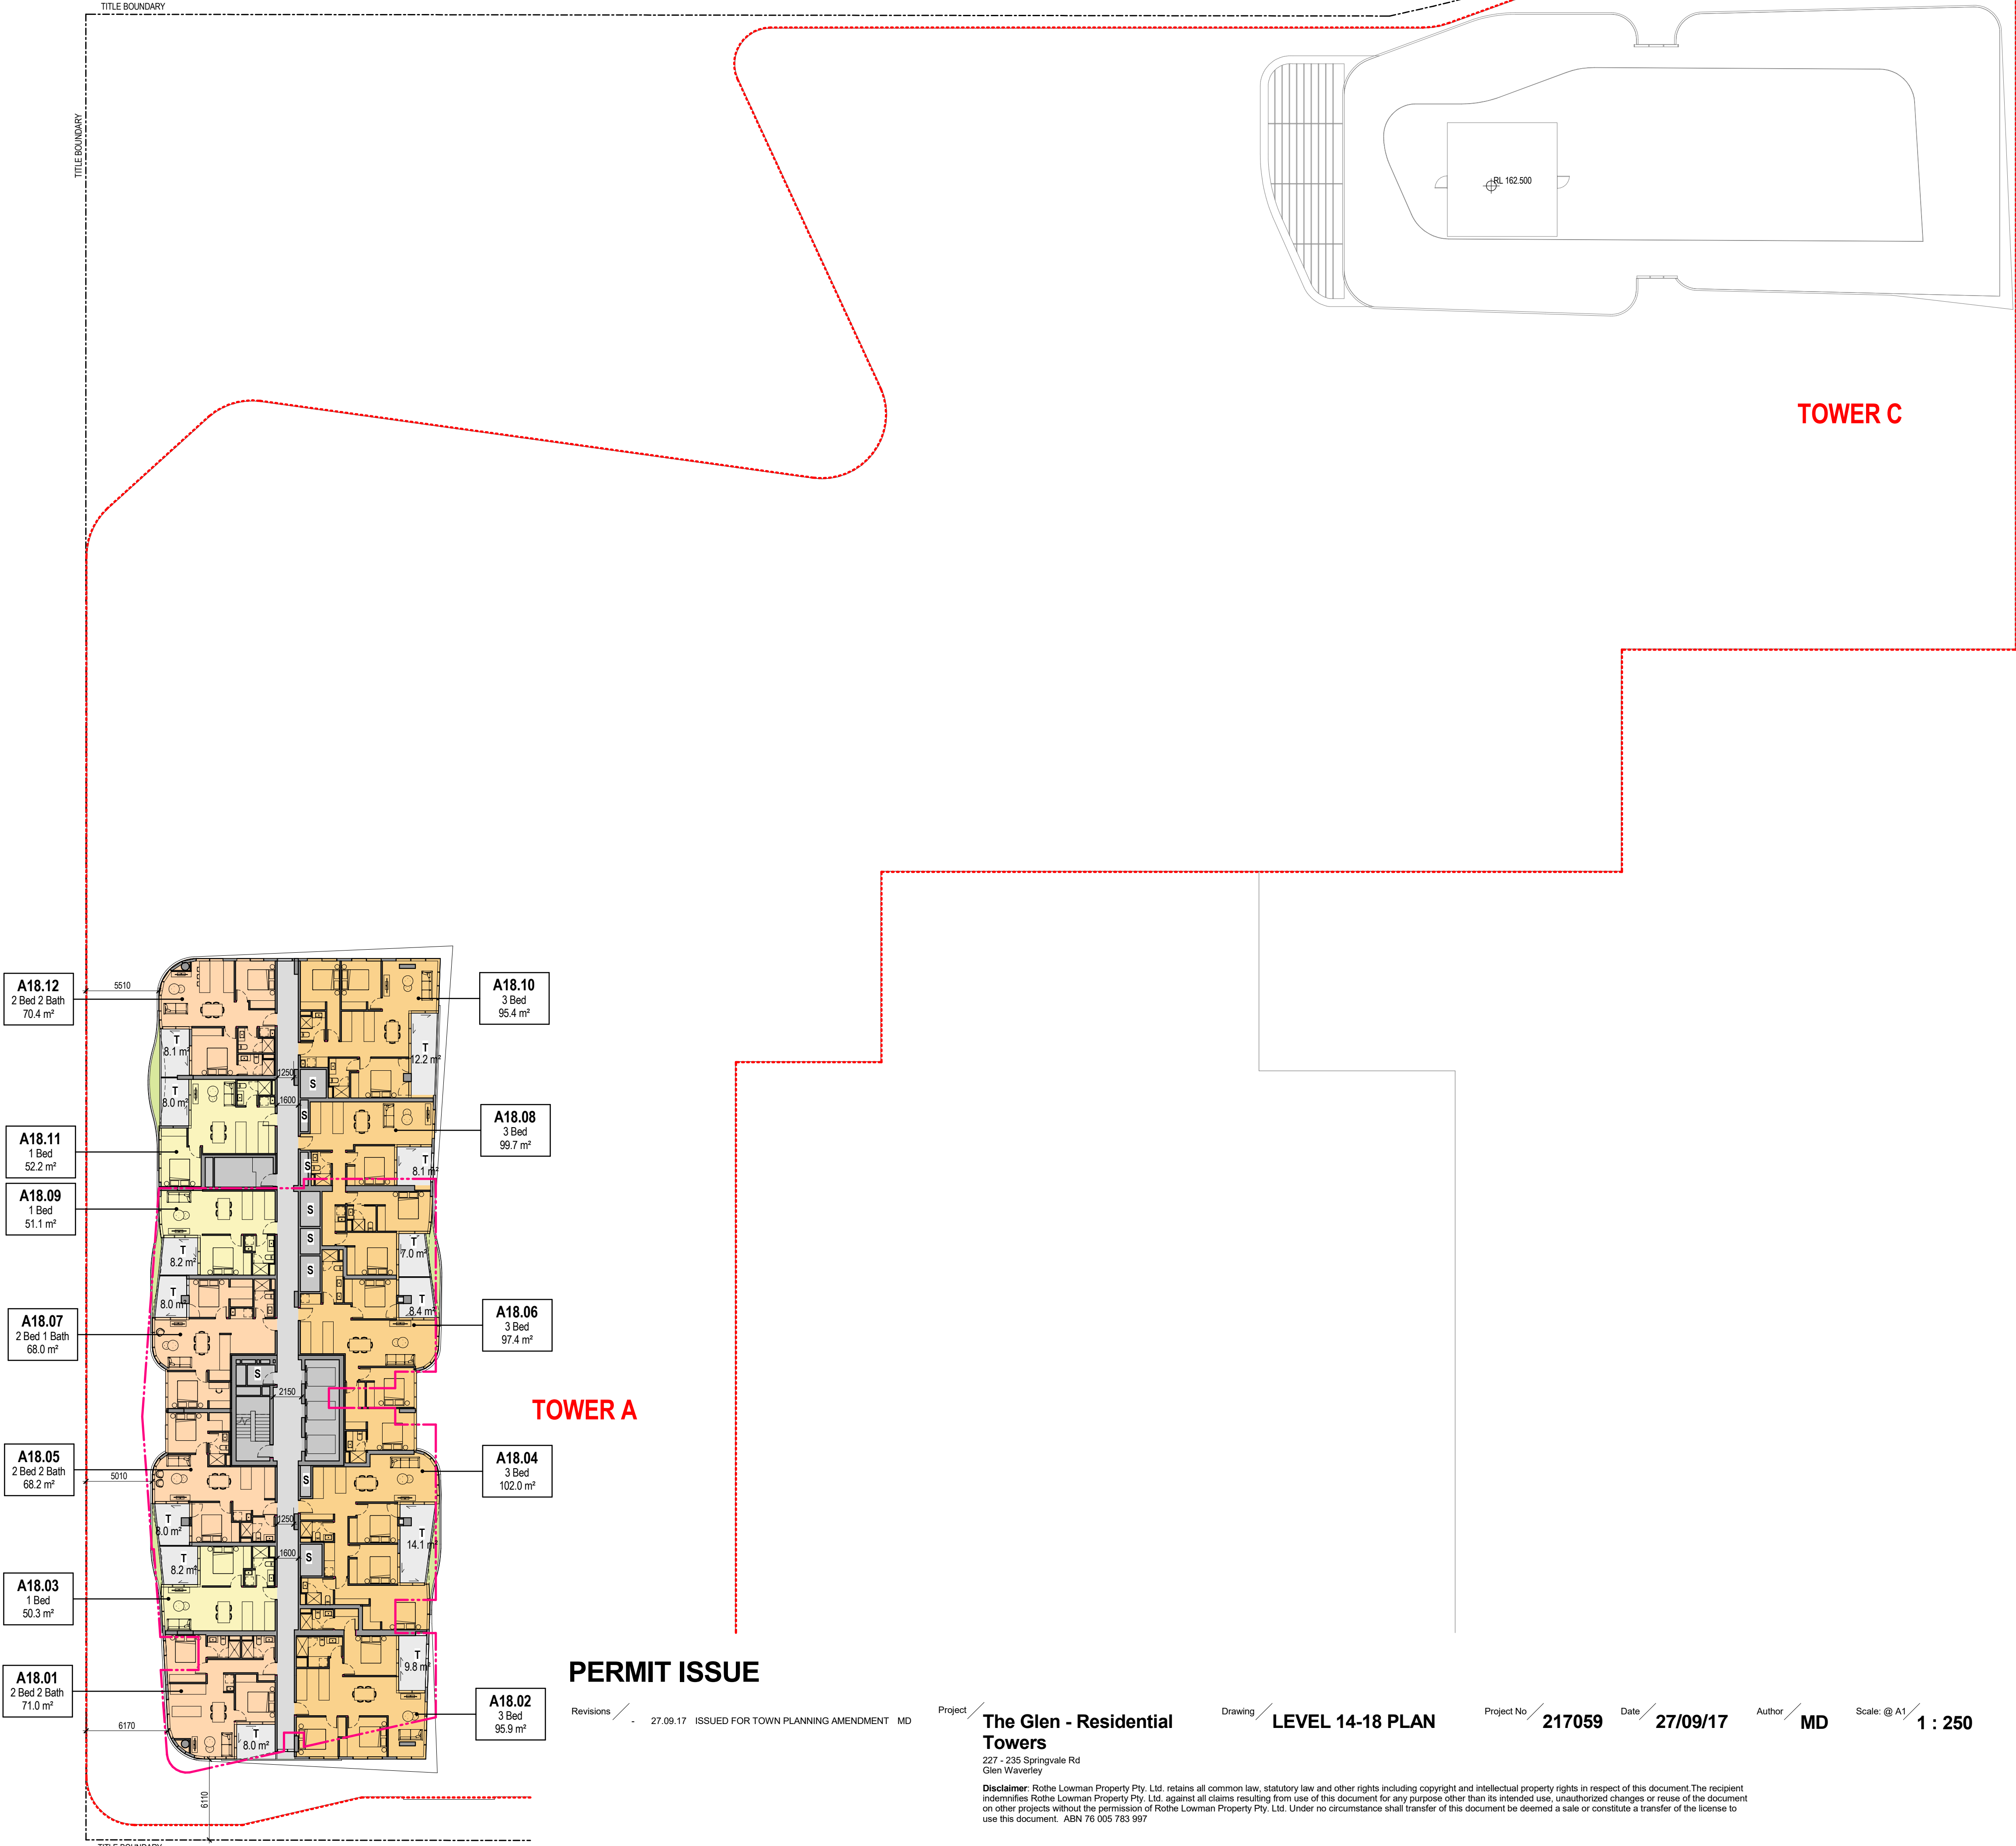 TITLE BOUNDARY
TITLE BOUNDARY
RL 162.500
TOWER C
A18.12
2 Bed 2 Bath
70.4 m²
5510
A18.10
3 Bed
95.4 m²
T
8.1 m²
T
12.2 m²
1250
S
T
8.0 m²
1600
S
A18.08
3 Bed
99.7 m²
A18.11
1 Bed
52.2 m²
S
T
8.1 m²
A18.09
1 Bed
51.1 m²
S
S
T
8.2 m²
T
7.0 m²
S
T
8.0 m²
T
8.4 m²
A18.07
2 Bed 1 Bath
68.0 m²
A18.06
3 Bed
97.4 m²
S
2150
TOWER A
A18.05
2 Bed 2 Bath
68.2 m²
5010
A18.04
3 Bed
102.0 m²
S
T
8.0 m²
1250
T
14.1 m²
T
8.2 m²
1600
S
A18.03
1 Bed
50.3 m²
T
9.8 m²
A18.01
2 Bed 2 Bath
71.0 m²
A18.02
3 Bed
95.9 m²
6170
T
8.0 m²
6110
TITLE BOUNDARY
PERMIT ISSUE
Revisions
- 27.09.17 ISSUED FOR TOWN PLANNING AMENDMENT MD
Project
The Glen - Residential
Towers
227 - 235 Springvale Rd
Glen Waverley
Drawing
LEVEL 14-18 PLAN
Project No
217059
Date
27/09/17
Author
MD
Scale: @ A1
1 : 250
Disclaimer: Rothe Lowman Property Pty. Ltd. retains all common law, statutory law and other rights including copyright and intellectual property rights in respect of this document.The recipient
indemnifies Rothe Lowman Property Pty. Ltd. against all claims resulting from use of this document for any purpose other than its intended use, unauthorized changes or reuse of the document
on other projects without the permission of Rothe Lowman Property Pty. Ltd. Under no circumstance shall transfer of this document be deemed a sale or constitute a transfer of the license to
use this document. ABN 76 005 783 997